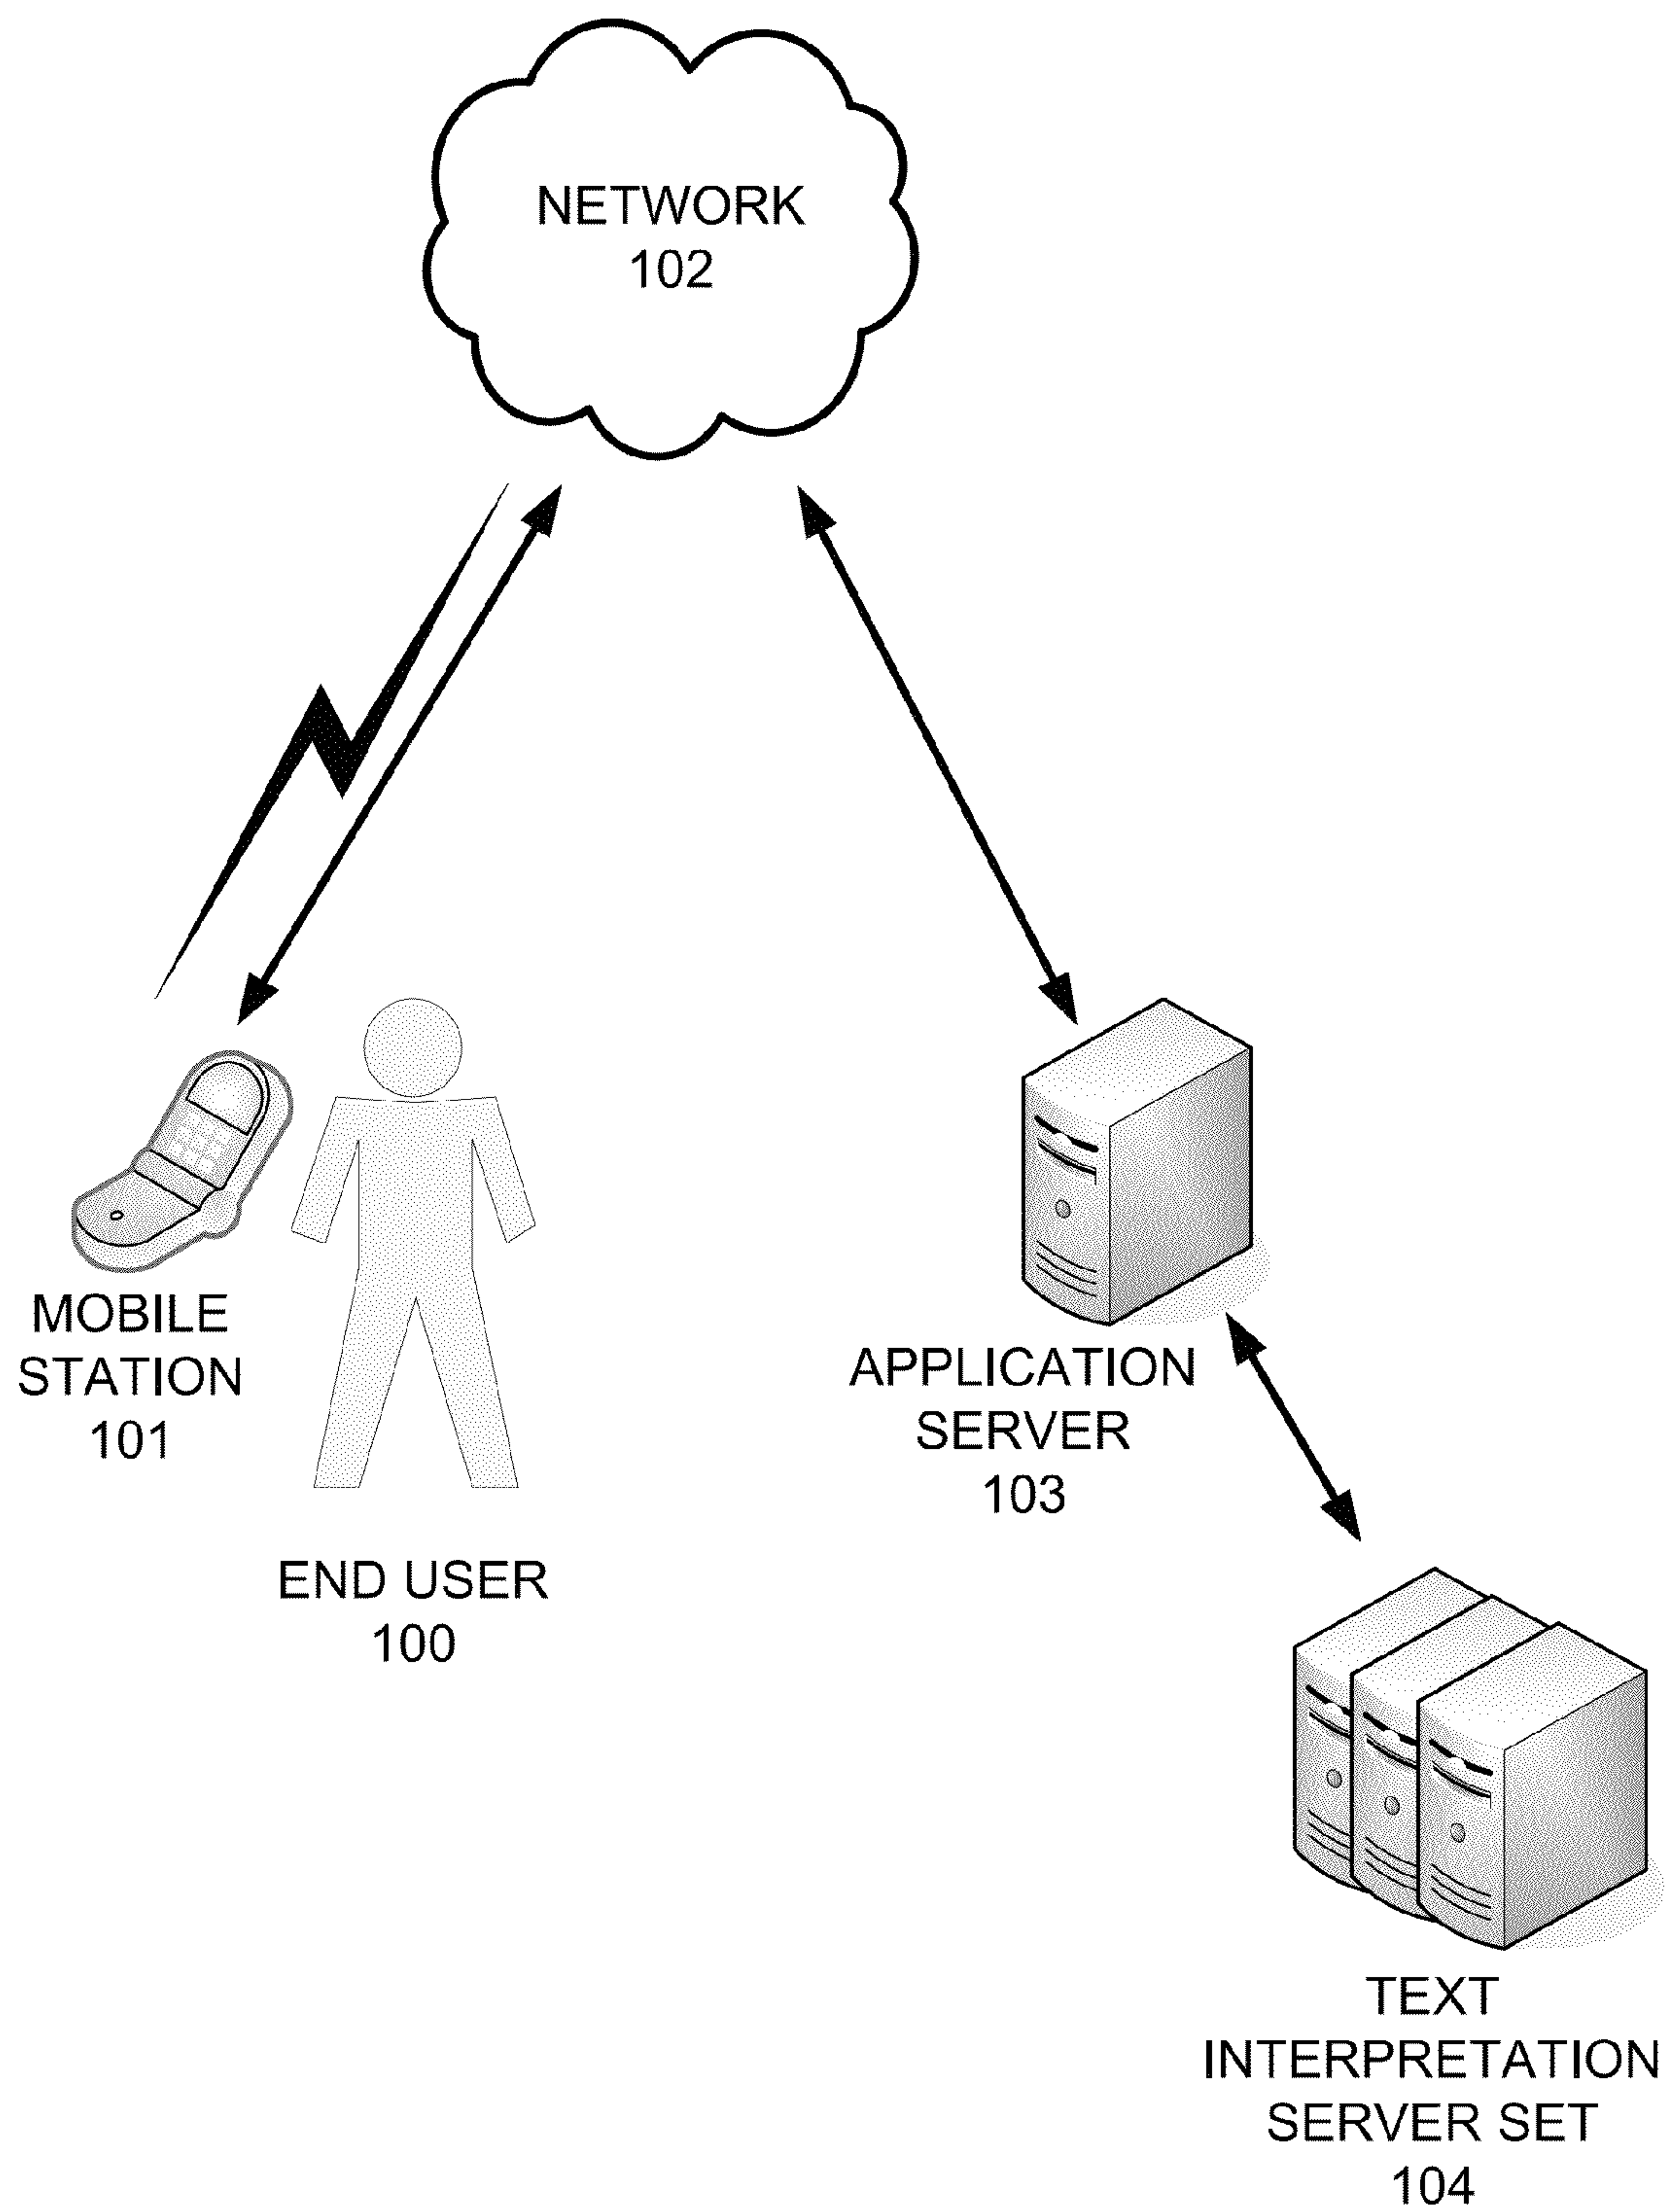 NETWORK
102
MOBILE
STATION
101
END USER
100
APPLICATION
SERVER
103
TEXT
INTERPRETATION
SERVER SET
104